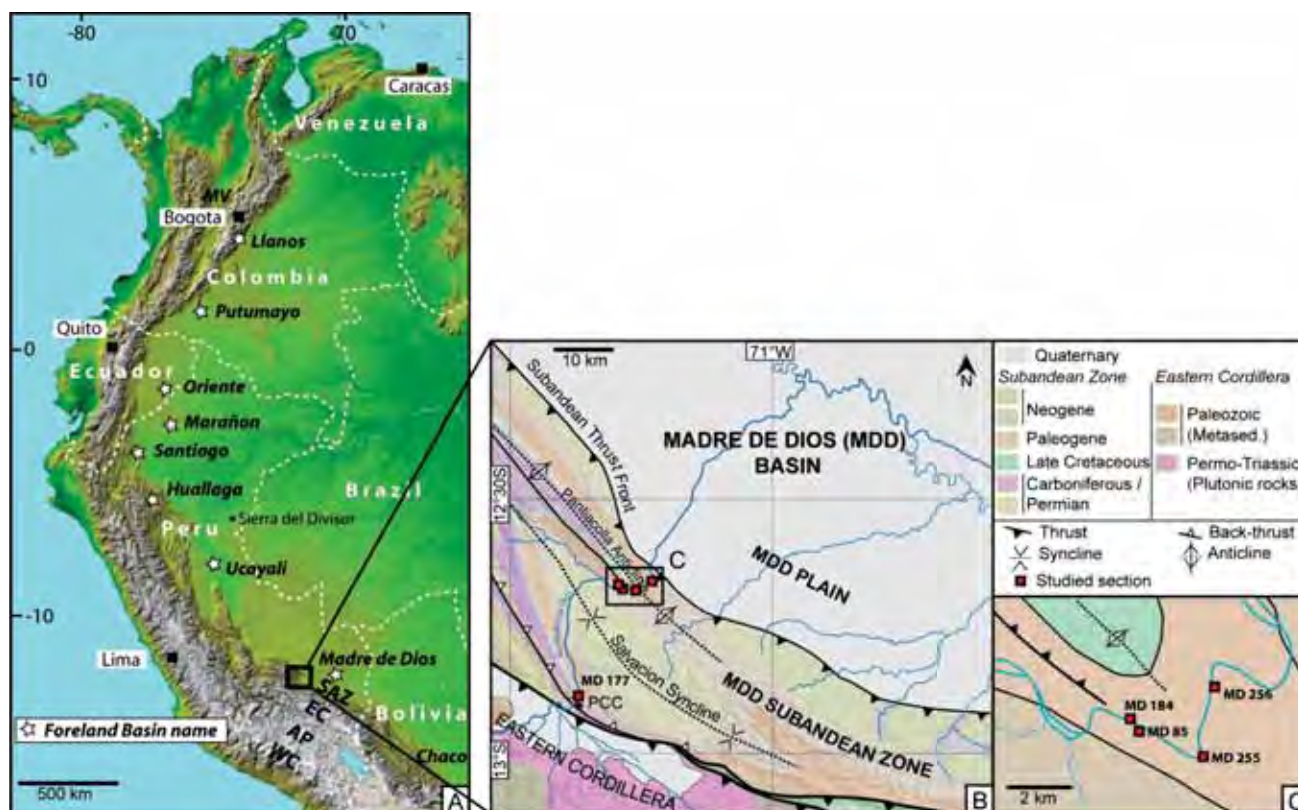 -80
-70
10
Caracas
Venezuela
MV
Bogota
Llanos
Colombia
Putumayo
Quito
0
Ecuador
Oriente
Marañon
Santiago
Huallaga
Brazil
Sierra del Divisor
Peru
Ucayali
-10
Lima
Madre de Dios
SAZ
EC
Bolivia
AP
WC
Chaco
Foreland Basin name
500 km
A
10 km
71°W
N
Subandean Thrust Front
MADRE DE DIOS (MDD)
BASIN
12°30S
Pantiacolla Anti
C
MDD PLAIN
Salvacion Syncline
MD 177
PCC
MDD SUBANDEAN ZONE
13°S
EASTERN CORDILLERA
B
Quaternary
Subandean Zone
Eastern Cordillera
Neogene
Paleogene
Late Cretaceous
Carboniferous /
Permian
Paleozoic
(Metased.)
Permo-Triassic
(Plutonic rocks)
Thrust
Back-thrust
Syncline
Anticline
Studied section
MD 256
MD 184
MD 85
MD 255
2 km
C